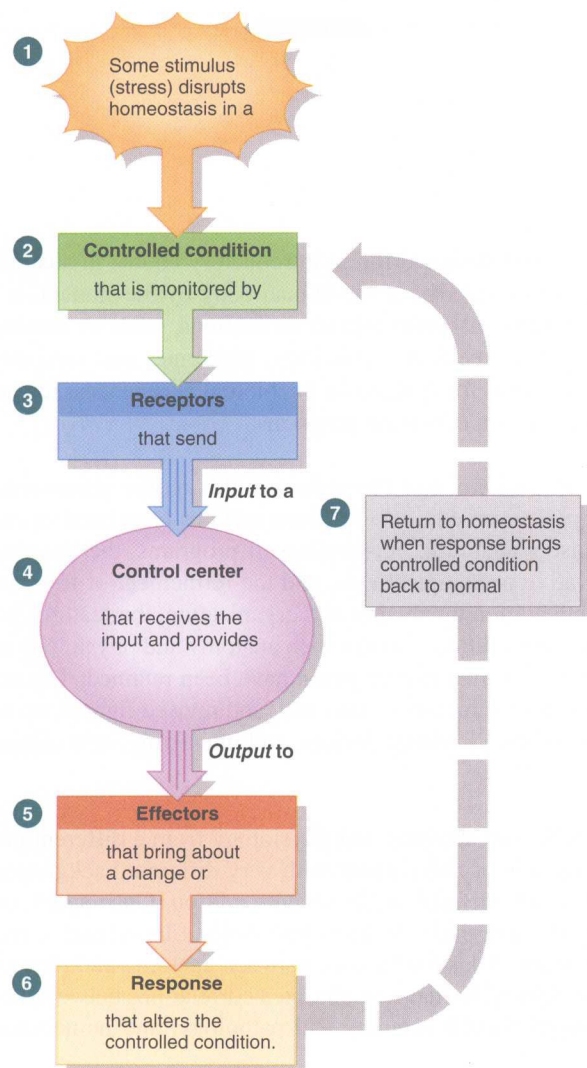 1
Some stimulus
(stress) disrupts
homeostasis in a
2
Controlled condition
that is monitored by
3
Receptors
that send
Input to a
4
Control center
that receives the
input and provides
Output to
5
Effectors
that bring about
a change or
6
Response
that alters the
controlled condition.
7
Return to homeostasis
when response brings
controlled condition
back to normal